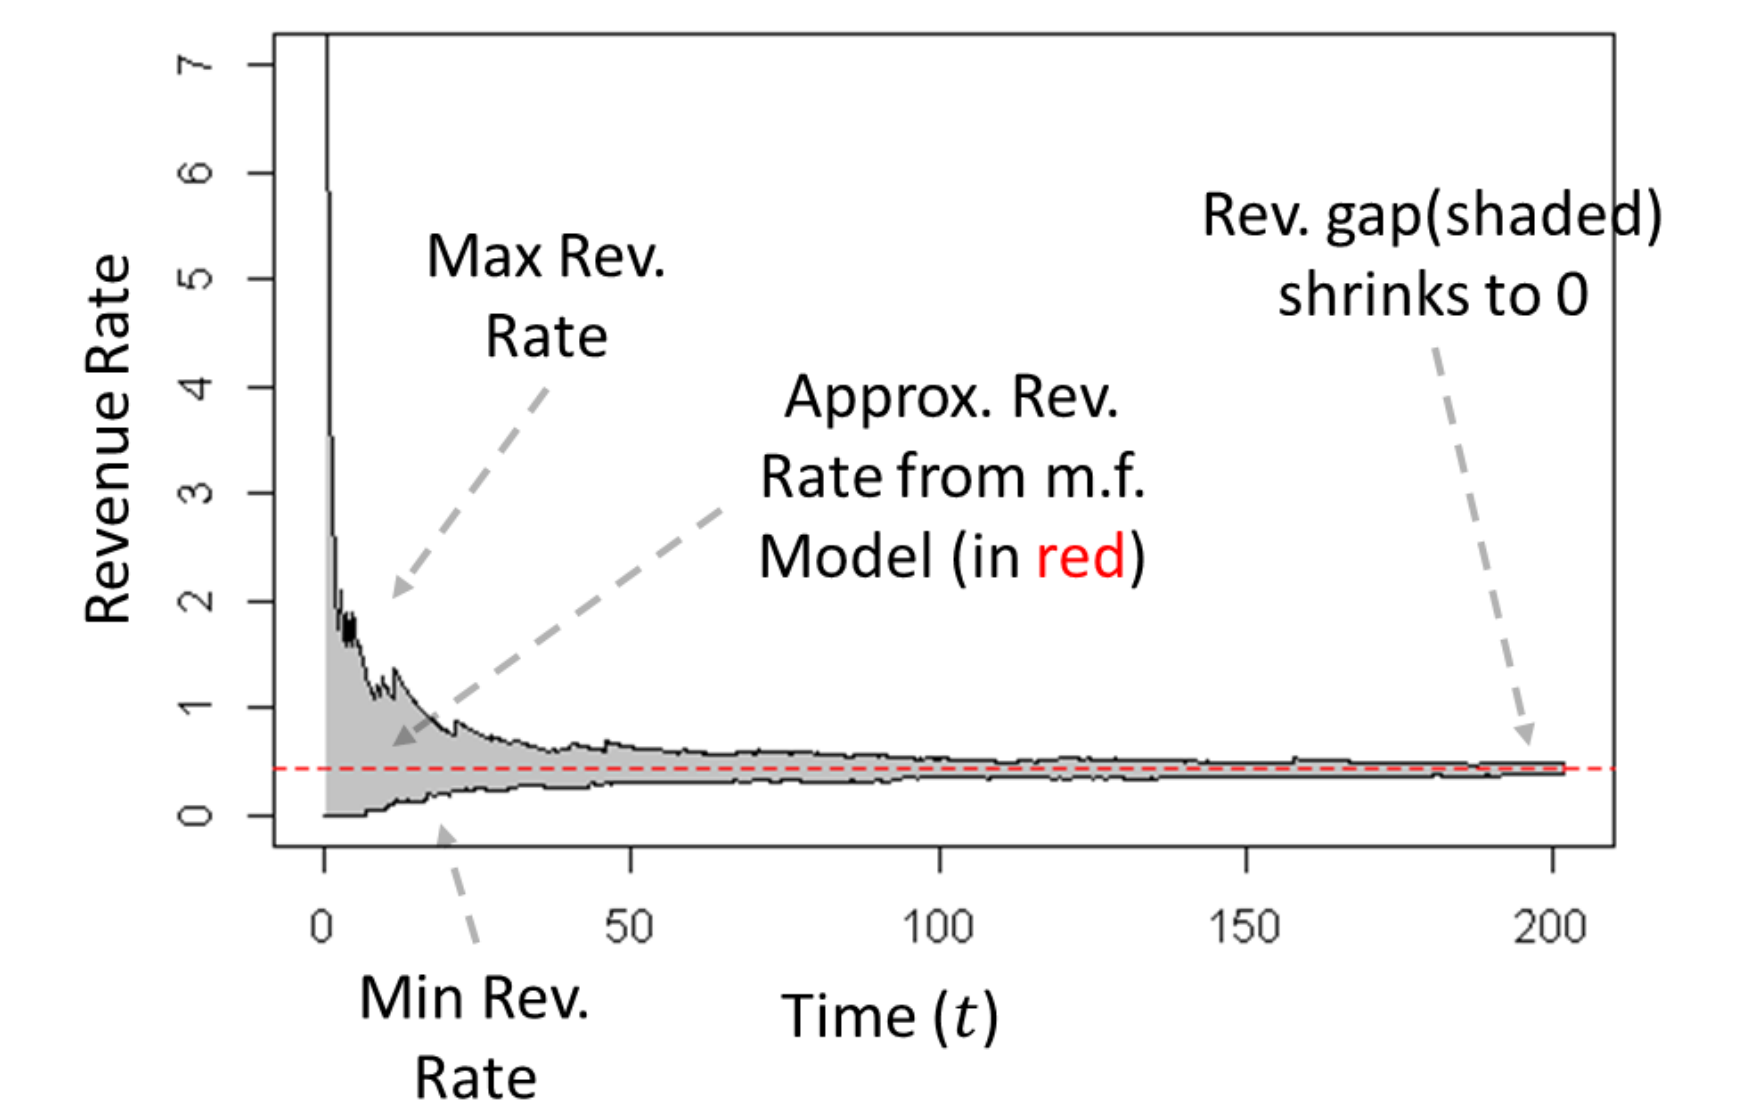 7
6
5
4
3
2
1
0
Revenue Rate
Max Rev.
Rate
Approx. Rev.
Rate from m.f.
Model (in red)
Rev. gap(shaded)
shrinks to 0
0
50
100
150
200
Min Rev.
Rate
Time (t)